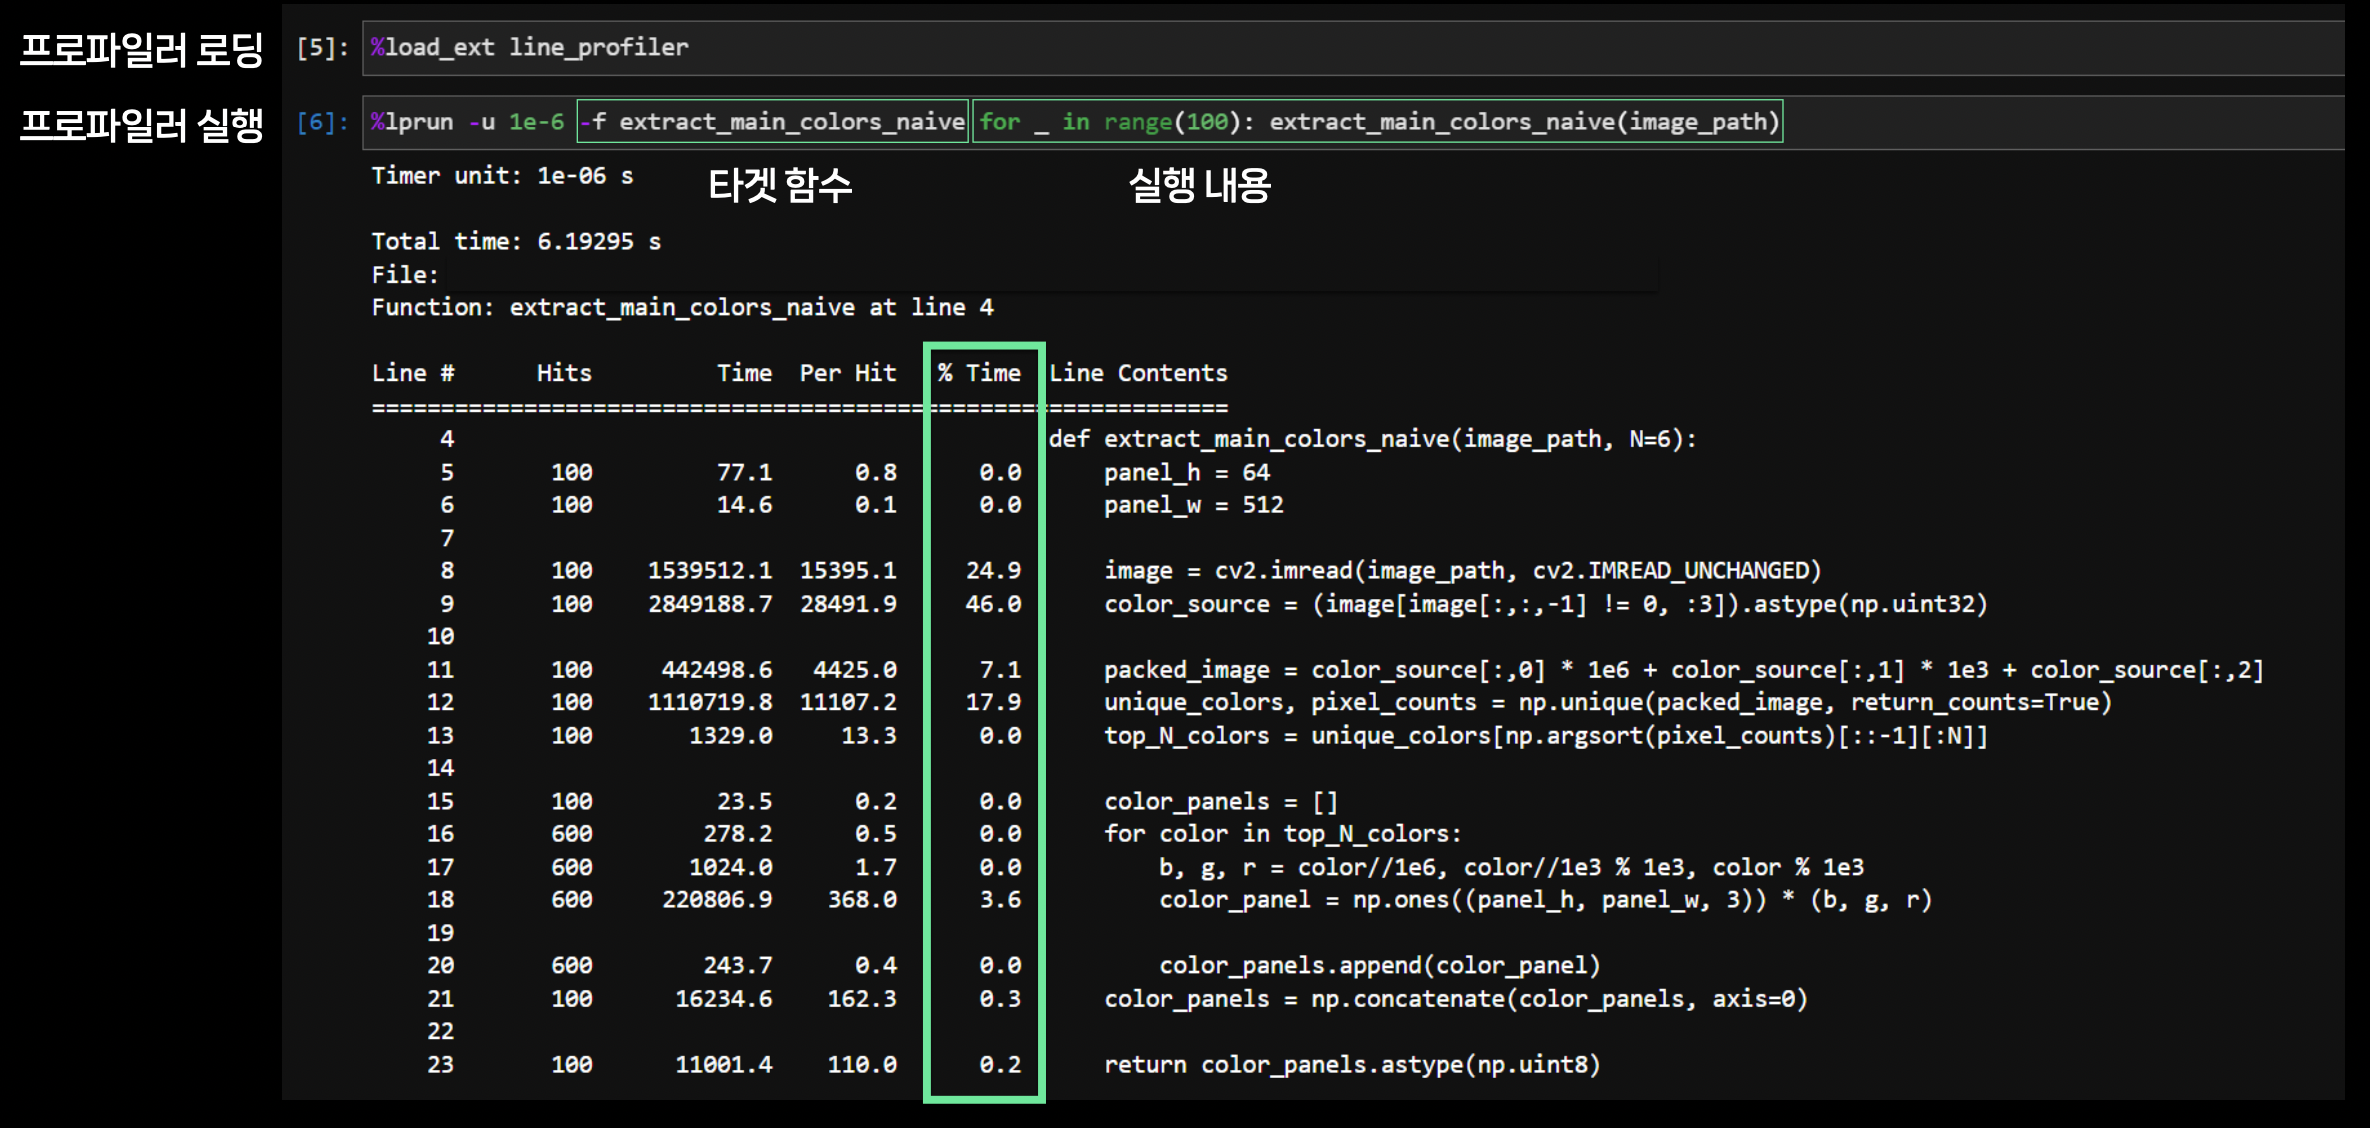 프로파일러 로딩 [5]: %load_ext line_profiler
프로파일러 실행 [6]: %lprun -u 1e-6 -f extract_main_colors_naive for _ in range(100): extract_main_colors_naive(image_path)
Timer unit: 1e-06 s
타겟 함수 실행 내용
Total time: 6.19295 s
File:
Function: extract_main_colors_naive at line 4
Line # Hits Time Per Hit % Time Line Contents
==============================================================
4 def extract_main_colors_naive(image_path, N=6):
5 100 77.1 0.8 0.0 panel_h = 64
6 100 14.6 0.1 0.0 panel_w = 512
7
8 100 1539512.1 15395.1 24.9 image = cv2.imread(image_path, cv2.IMREAD_UNCHANGED)
9 100 2849188.7 28491.9 46.0 color_source = (image[image[:,:,-1] != 0, :3]).astype(np.uint32)
10
11 100 442498.6 4425.0 7.1 packed_image = color_source[:,0] * 1e6 + color_source[:,1] * 1e3 + color_source[:,2]
12 100 1110719.8 11107.2 17.9 unique_colors, pixel_counts = np.unique(packed_image, return_counts=True)
13 100 1329.0 13.3 0.0 top_N_colors = unique_colors[np.argsort(pixel_counts)[::-1][:N]]
14
15 100 23.5 0.2 0.0 color_panels = []
16 600 278.2 0.5 0.0 for color in top_N_colors:
17 600 1024.0 1.7 0.0 b, g, r = color//1e6, color//1e3 % 1e3, color % 1e3
18 600 220806.9 368.0 3.6 color_panel = np.ones((panel_h, panel_w, 3)) * (b, g, r)
19
20 600 243.7 0.4 0.0 color_panels.append(color_panel)
21 100 16234.6 162.3 0.3 color_panels = np.concatenate(color_panels, axis=0)
22
23 100 11001.4 110.0 0.2 return color_panels.astype(np.uint8)